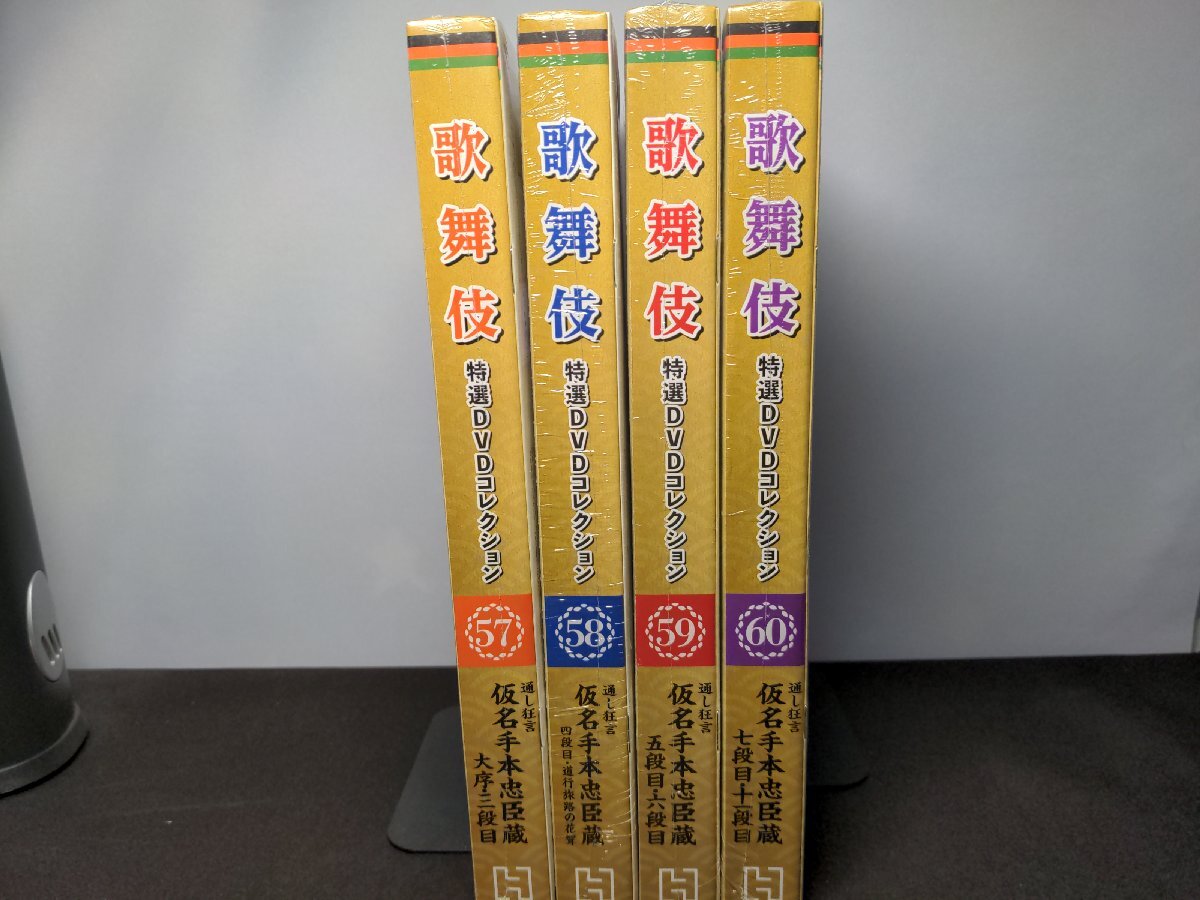 歌舞伎
特選DVDコレクション
57
通し狂言
仮名手本忠臣蔵
大序・三段目
歌舞伎
特選DVDコレクション
58
通し狂言
仮名手本忠臣蔵
四段目・道行旅路の花聟
歌舞伎
特選DVDコレクション
59
通し狂言
仮名手本忠臣蔵
五段目・六段目
歌舞伎
特選DVDコレクション
60
通し狂言
仮名手本忠臣蔵
七段目・十一段目